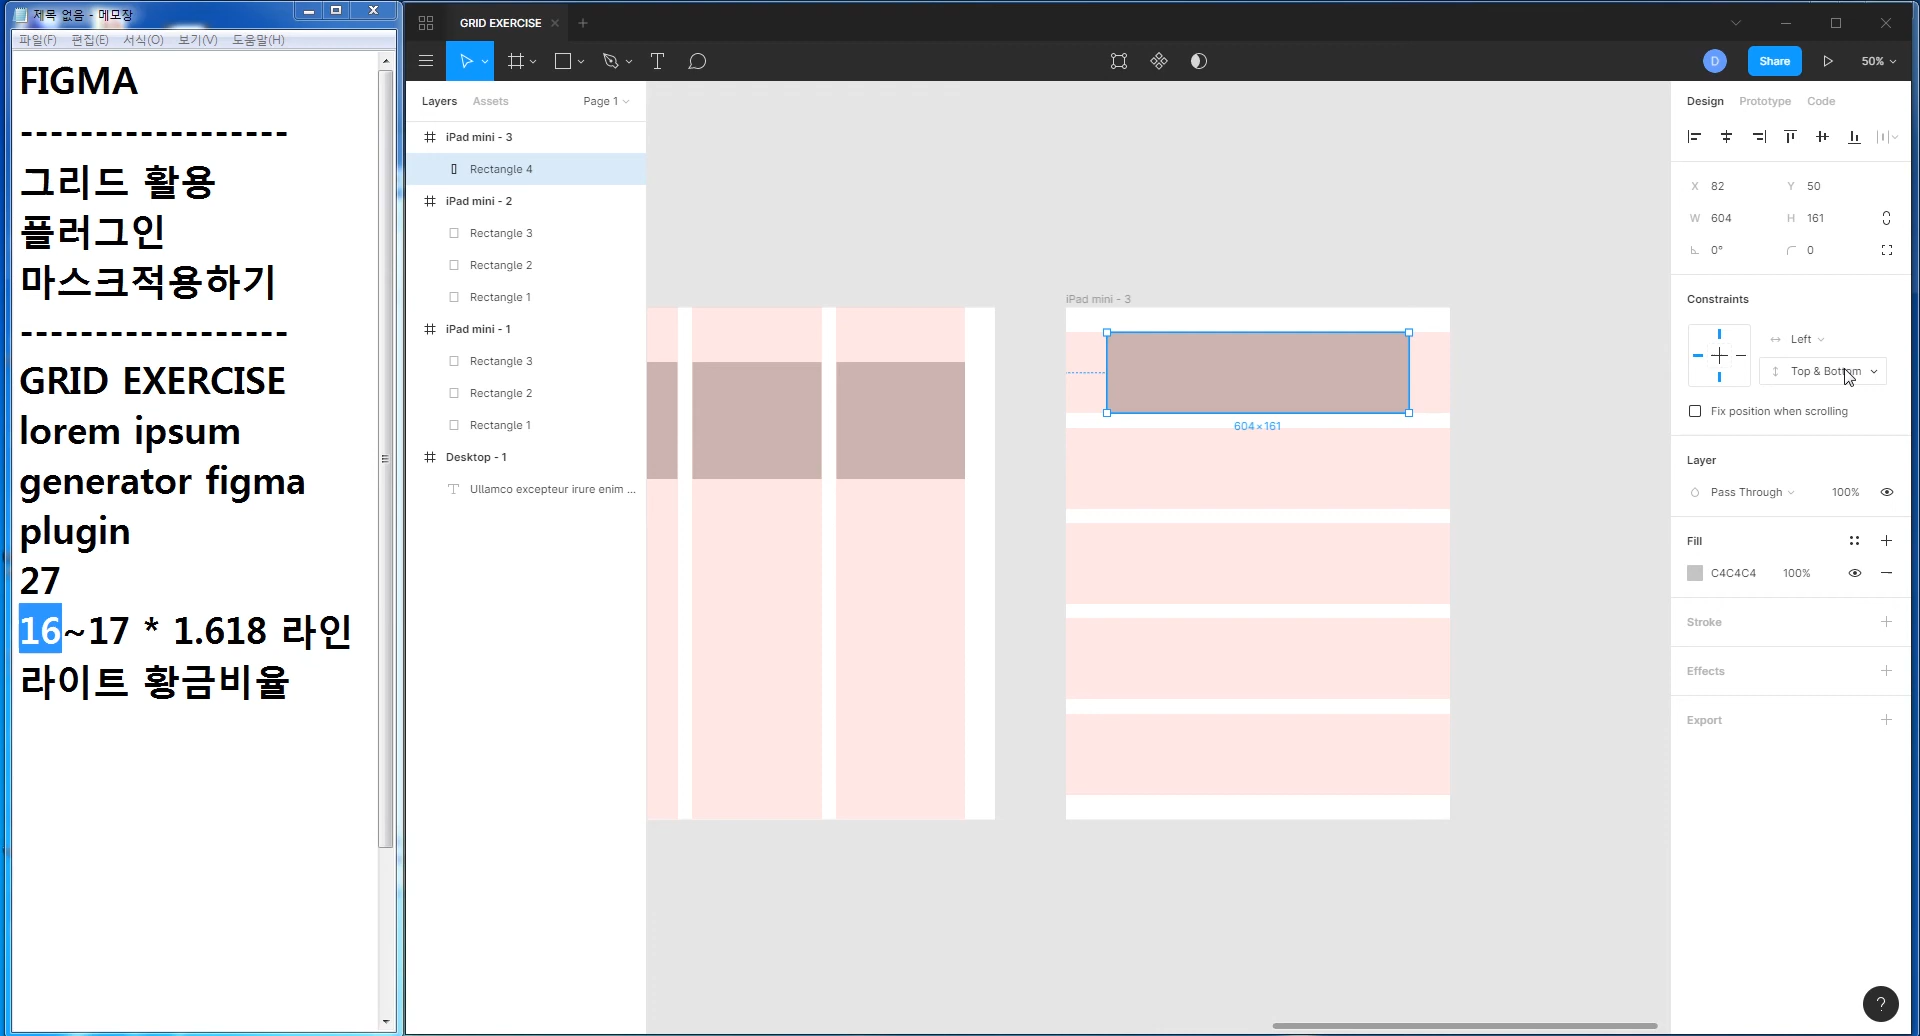 제목 없음 - 메모장
파일(F) 편집(E) 서식(O) 보기(V) 도움말(H)
FIGMA
------------------
그리드 활용
플러그인
마스크적용하기
------------------
GRID EXERCISE
lorem ipsum
generator figma
plugin
27
16~17 * 1.618 라인
라이트 황금비율
GRID EXERCISE
D
Share
50%
Layers Assets Page 1
iPad mini - 3
Rectangle 4
iPad mini - 2
Rectangle 3
Rectangle 2
Rectangle 1
iPad mini - 1
Rectangle 3
Rectangle 2
Rectangle 1
Desktop - 1
Ullamco excepteur irure enim ...
iPad mini - 3
604 × 161
Design Prototype Code
X 82 Y 50
W 604 H 161
0° 0
Constraints
Left
Top & Bottom
Fix position when scrolling
Layer
Pass Through 100%
Fill
C4C4C4 100%
Stroke
Effects
Export
?